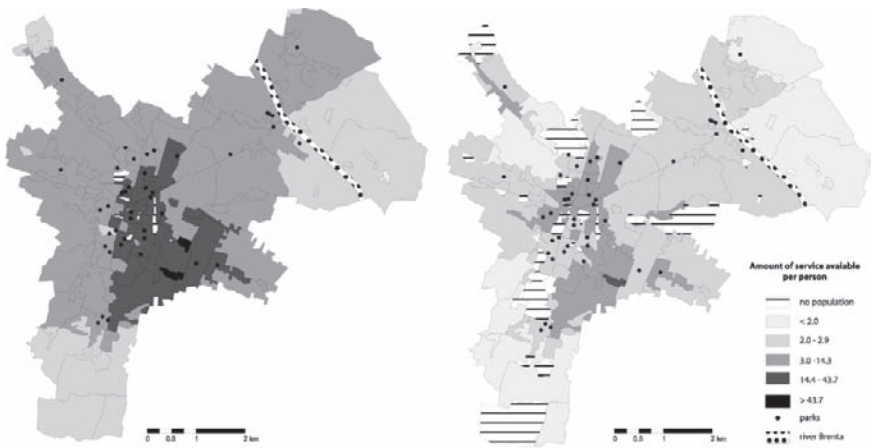 Amount of service avaiable
per person
no population
< 2.0
2.0 - 2.9
3.0 -14.3
14.4 - 43.7
> 43.7
parks
river Brenta
0 0.5 1 2 km
0 0.5 1 2 km